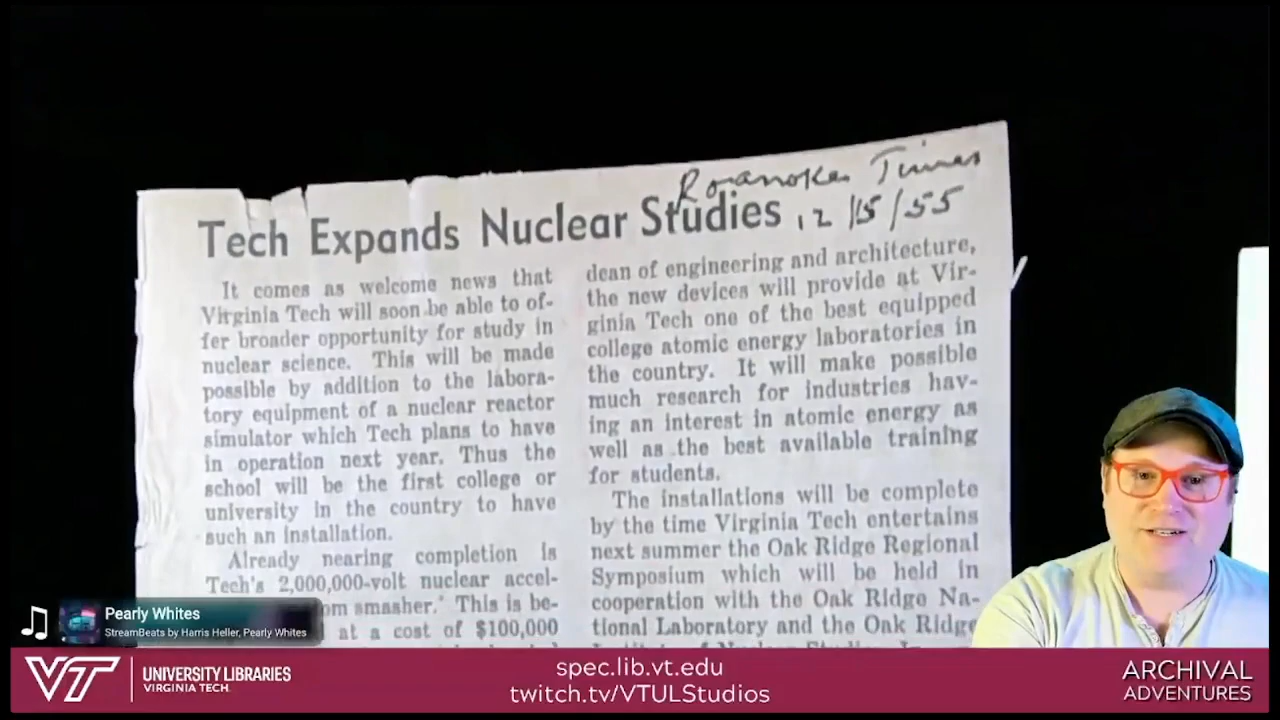 Roanoke Times
12/15/55
Tech Expands Nuclear Studies
It comes as welcome news that
Virginia Tech will soon be able to of-
fer broader opportunity for study in
nuclear science. This will be made
possible by addition to the labora-
tory equipment of a nuclear reactor
simulator which Tech plans to have
in operation next year. Thus the
school will be the first college or
university in the country to have
such an installation.
Already nearing completion is
Tech's 2,000,000-volt nuclear accel-
om smasher." This is be-
at a cost of $100,000
dean of engineering and architecture,
the new devices will provide at Vir-
ginia Tech one of the best equipped
college atomic energy laboratories in
the country. It will make possible
much research for industries hav-
ing an interest in atomic energy as
well as the best available training
for students.
The installations will be complete
by the time Virginia Tech entertains
next summer the Oak Ridge Regional
Symposium which will be held in
cooperation with the Oak Ridge Na-
tional Laboratory and the Oak Ridge
Pearly Whites
StreamBeats by Harris Heller, Pearly Whites
VT UNIVERSITY LIBRARIES
VIRGINIA TECH.
spec.lib.vt.edu
twitch.tv/VTULStudios
ARCHIVAL
ADVENTURES